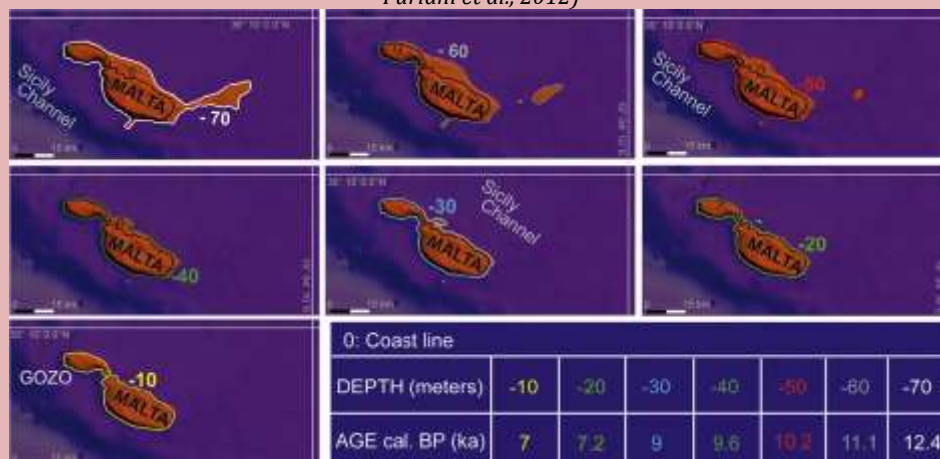 Furlani et al., 2012)
Sicily Channel
MALTA
- 70
- 60
MALTA
Sicily Channel
MALTA
-50
MALTA
-40
-30
Sicily Channel
MALTA
MALTA
-20
GOZO
-10
MALTA
0: Coast line
DEPTH (meters) -10 -20 -30 -40 -50 -60 -70
AGE cal. BP (ka) 7 7.2 9 9.6 10.2 11.1 12.4